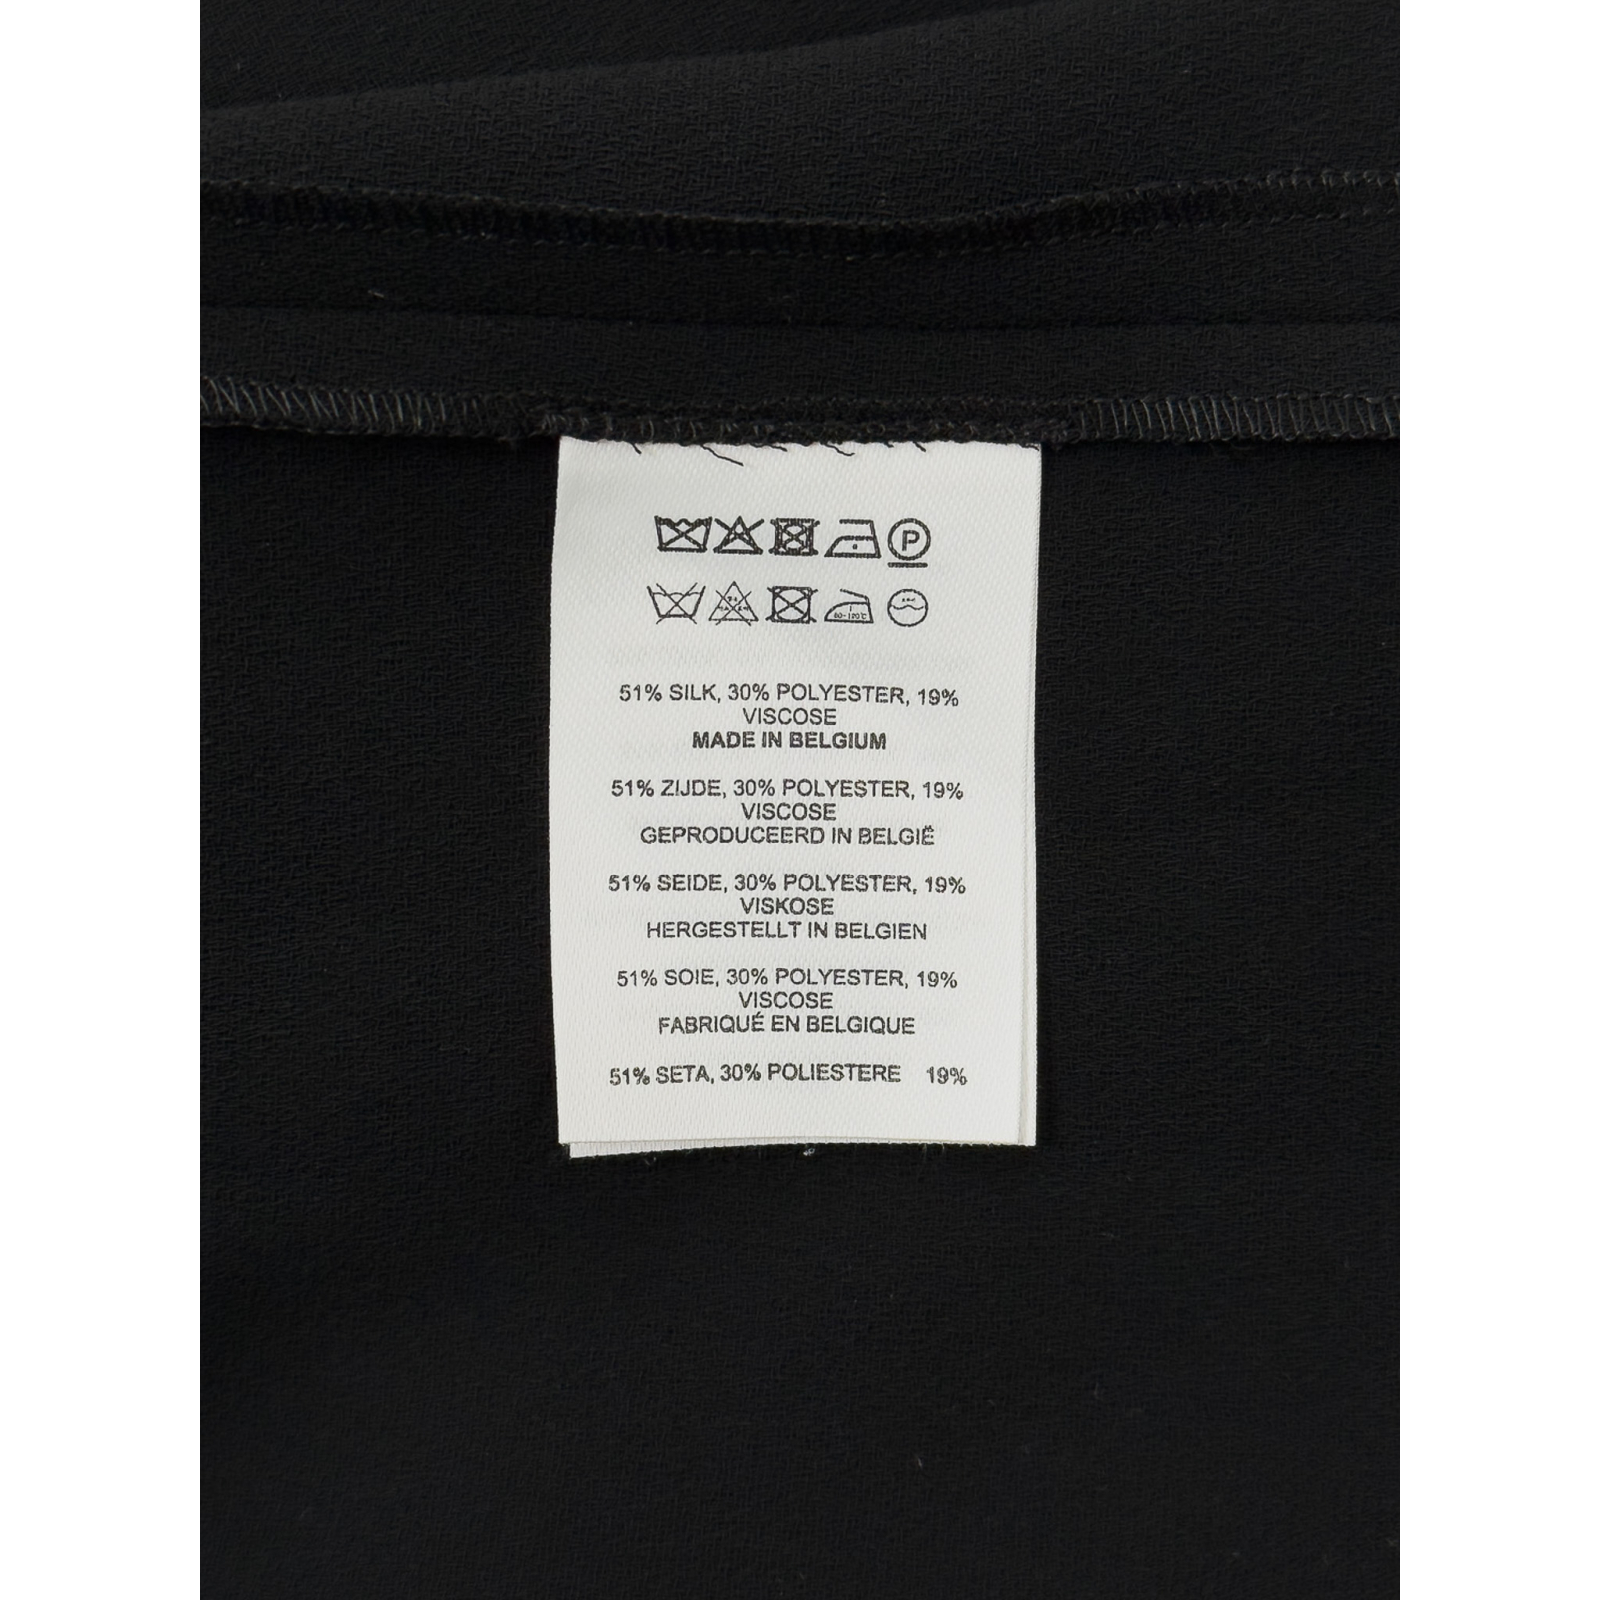 P
60-120℃
51% SILK, 30% POLYESTER, 19%
VISCOSE
MADE IN BELGIUM
51% ZIJDE, 30% POLYESTER, 19%
VISCOSE
GEPRODUCEERD IN BELGIË
51% SEIDE, 30% POLYESTER, 19%
VISKOSE
HERGESTELLT IN BELGIEN
51% SOIE, 30% POLYESTER, 19%
VISCOSE
FABRIQUÉ EN BELGIQUE
51% SETA, 30% POLIESTERE 19%